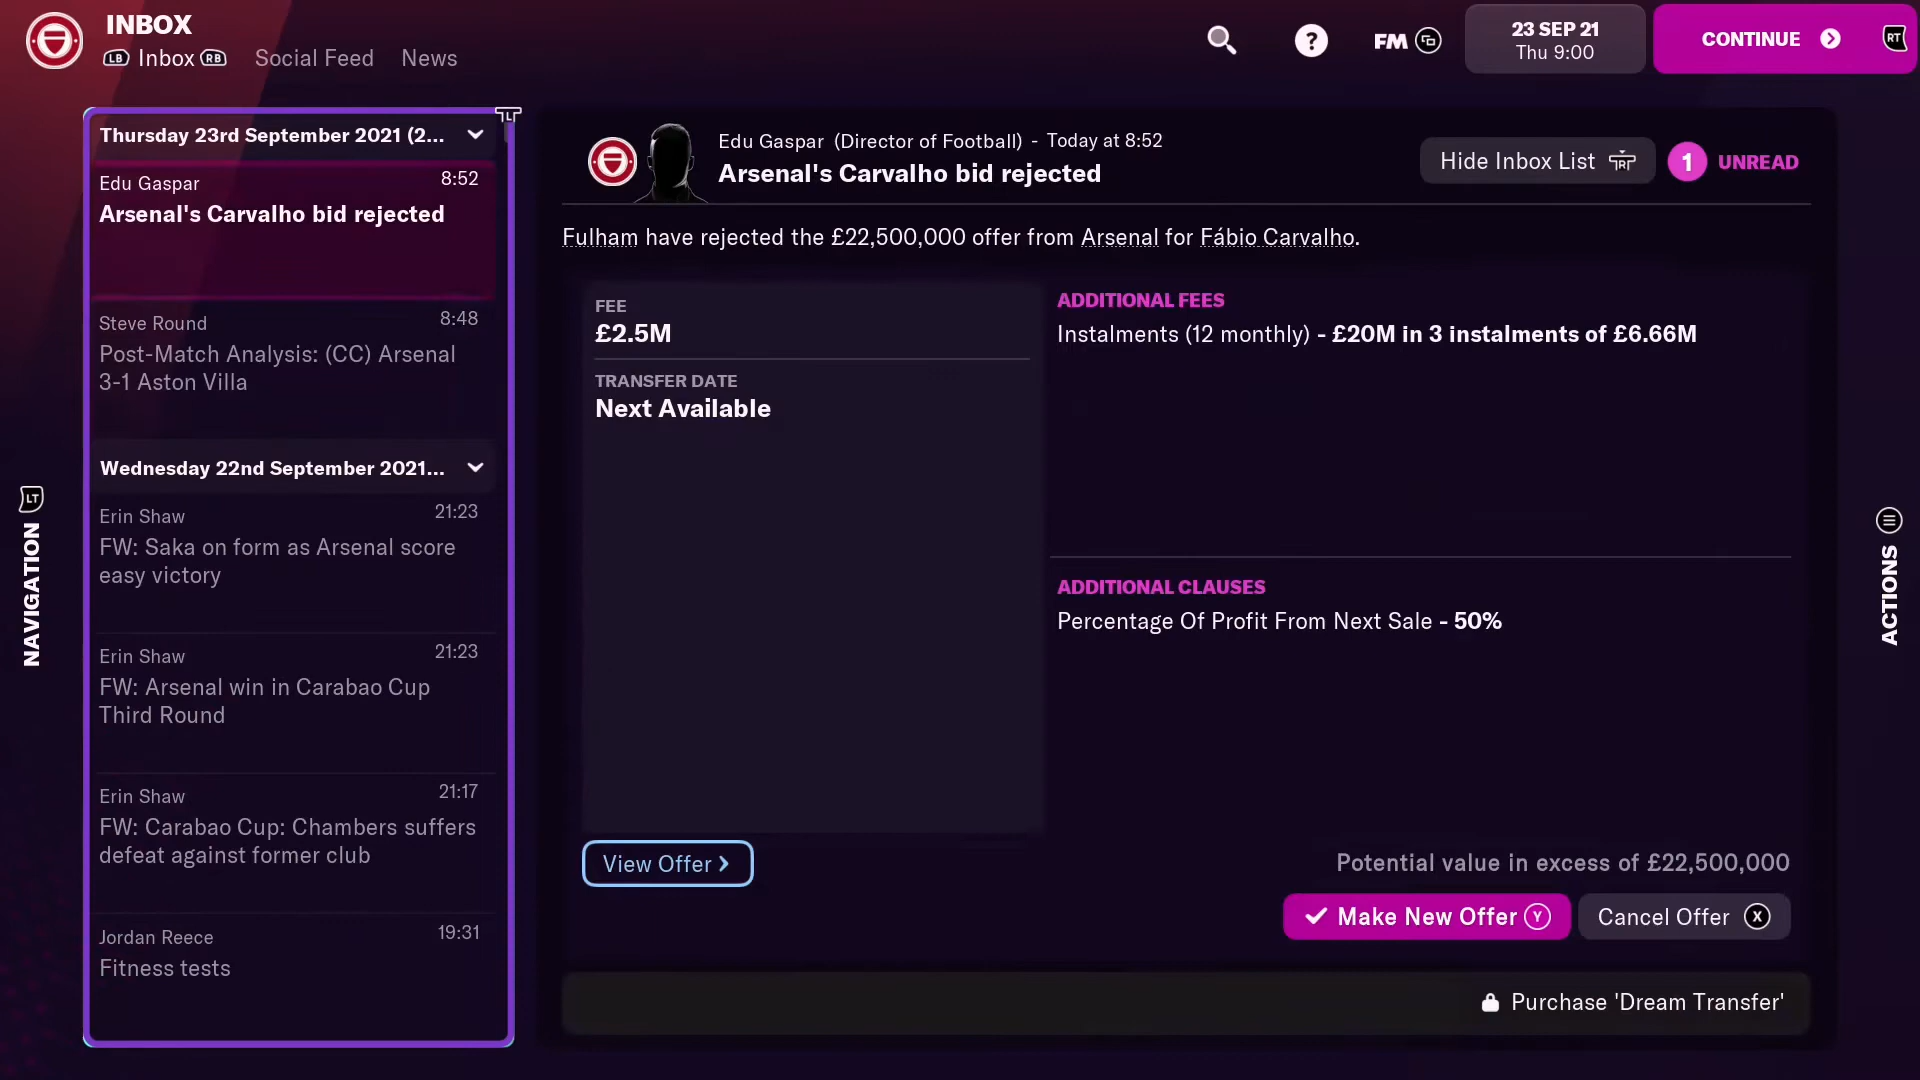 INBOX
LB Inbox RB Social Feed News
FM
23 SEP 21
Thu 9:00
CONTINUE
RT
LT
NAVIGATION
Thursday 23rd September 2021 (2...
Edu Gaspar 8:52
Arsenal's Carvalho bid rejected
Steve Round 8:48
Post-Match Analysis: (CC) Arsenal
3-1 Aston Villa
Wednesday 22nd September 2021...
Erin Shaw 21:23
FW: Saka on form as Arsenal score
easy victory
Erin Shaw 21:23
FW: Arsenal win in Carabao Cup
Third Round
Erin Shaw 21:17
FW: Carabao Cup: Chambers suffers
defeat against former club
Jordan Reece 19:31
Fitness tests
Edu Gaspar (Director of Football) - Today at 8:52
Arsenal's Carvalho bid rejected
Hide Inbox List
1 UNREAD
Fulham have rejected the £22,500,000 offer from Arsenal for Fábio Carvalho.
FEE
£2.5M
TRANSFER DATE
Next Available
ADDITIONAL FEES
Instalments (12 monthly) - £20M in 3 instalments of £6.66M
ADDITIONAL CLAUSES
Percentage Of Profit From Next Sale - 50%
View Offer
Potential value in excess of £22,500,000
Make New Offer Y
Cancel Offer X
Purchase 'Dream Transfer'
ACTIONS